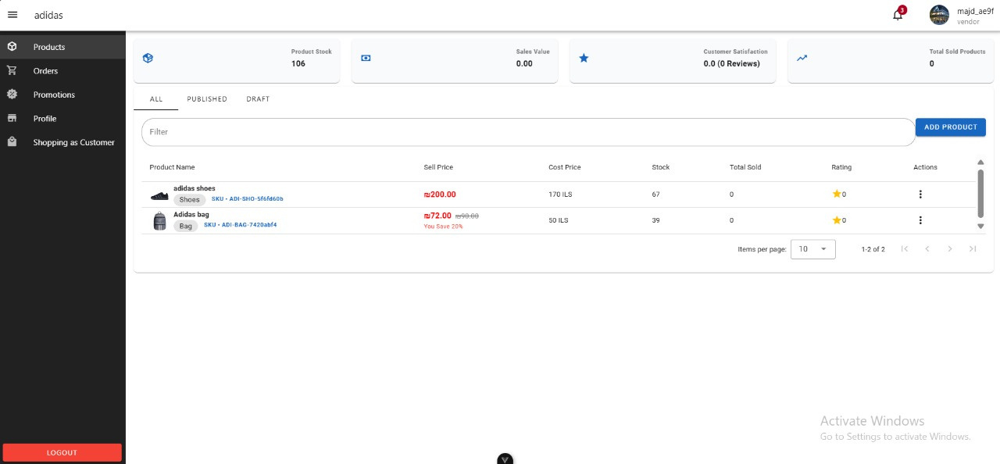 adidas
3
majd_ae9f
vendor
Products
Orders
Promotions
Profile
Shopping as Customer
LOGOUT
Product Stock
106
Sales Value
0.00
Customer Satisfaction
0.0 (0 Reviews)
Total Sold Products
0
ALL PUBLISHED DRAFT
Filter
ADD PRODUCT
Product Name Sell Price Cost Price Stock Total Sold Rating Actions
adidas shoes
Shoes SKU • ADI-SHO-5f6fd60b
₪200.00 170 ILS 67 0 0
Adidas bag
Bag SKU • ADI-BAG-7420abf4
₪72.00 ₪90.00
You Save 20%
50 ILS 39 0 0
Items per page: 10 1-2 of 2
Activate Windows
Go to Settings to activate Windows.